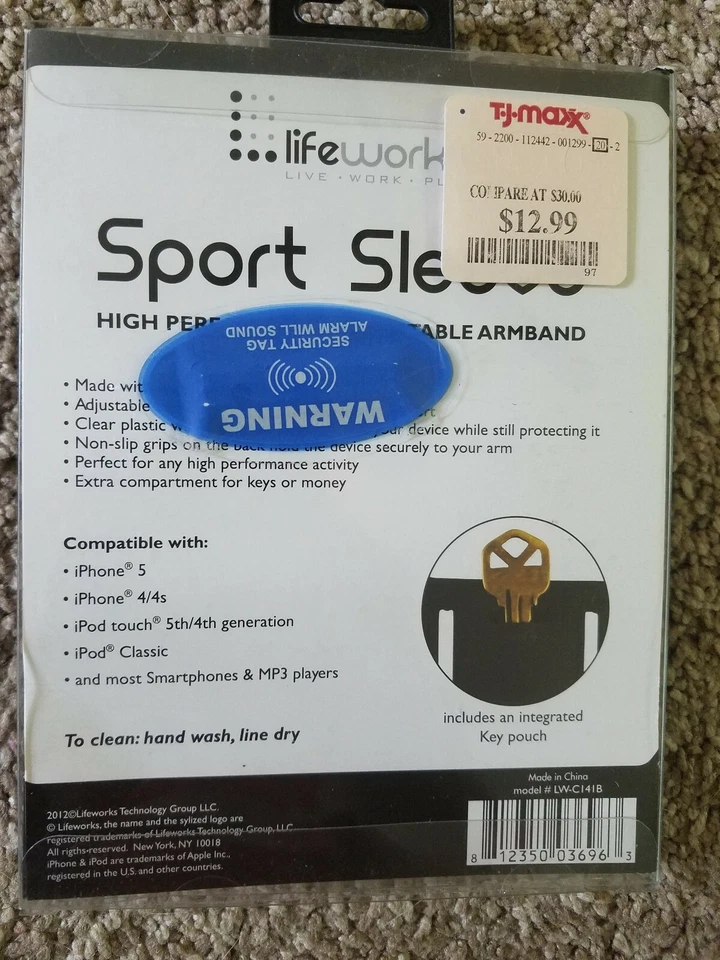 lifework
LIVE • WORK • PL
T.J.maxx®
59 - 2200 - 112442 - 001299 - 20 - 2
CO IPARE AT $30.00
$12.99
97
Sport Sleeve
HIGH PERF TABLE ARMBAND
WARNING
SECURITY TAG
ALARM WILL SOUND
• Made wit
• Adjustable rt
• Clear plastic your device while still protecting it
• Non-slip grips on the back hold the device securely to your arm
• Perfect for any high performance activity
• Extra compartment for keys or money
Compatible with:
• iPhone® 5
• iPhone® 4/4s
• iPod touch® 5th/4th generation
• iPod® Classic
• and most Smartphones & MP3 players
To clean: hand wash, line dry
includes an integrated
Key pouch
2012©Lifeworks Technology Group LLC.
© Lifeworks, the name and the sylized logo are
registered trademarks of Lifeworks Technology Group, LLC
All rigths-reserved. New York, NY 10018
iPhone & iPod are trademarks of Apple Inc.,
registered in the U.S. and other countries.
Made in China
model # LW-C141B
8 12350 03696 3